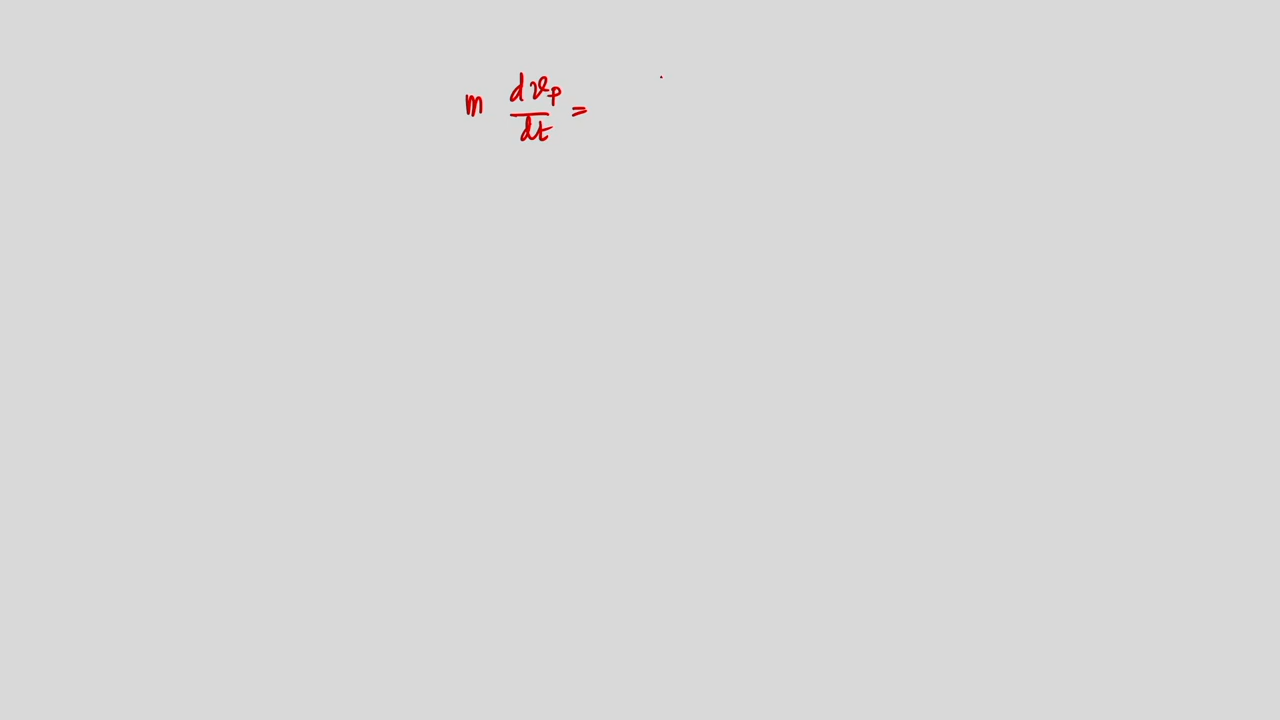 m dv_p/dt =